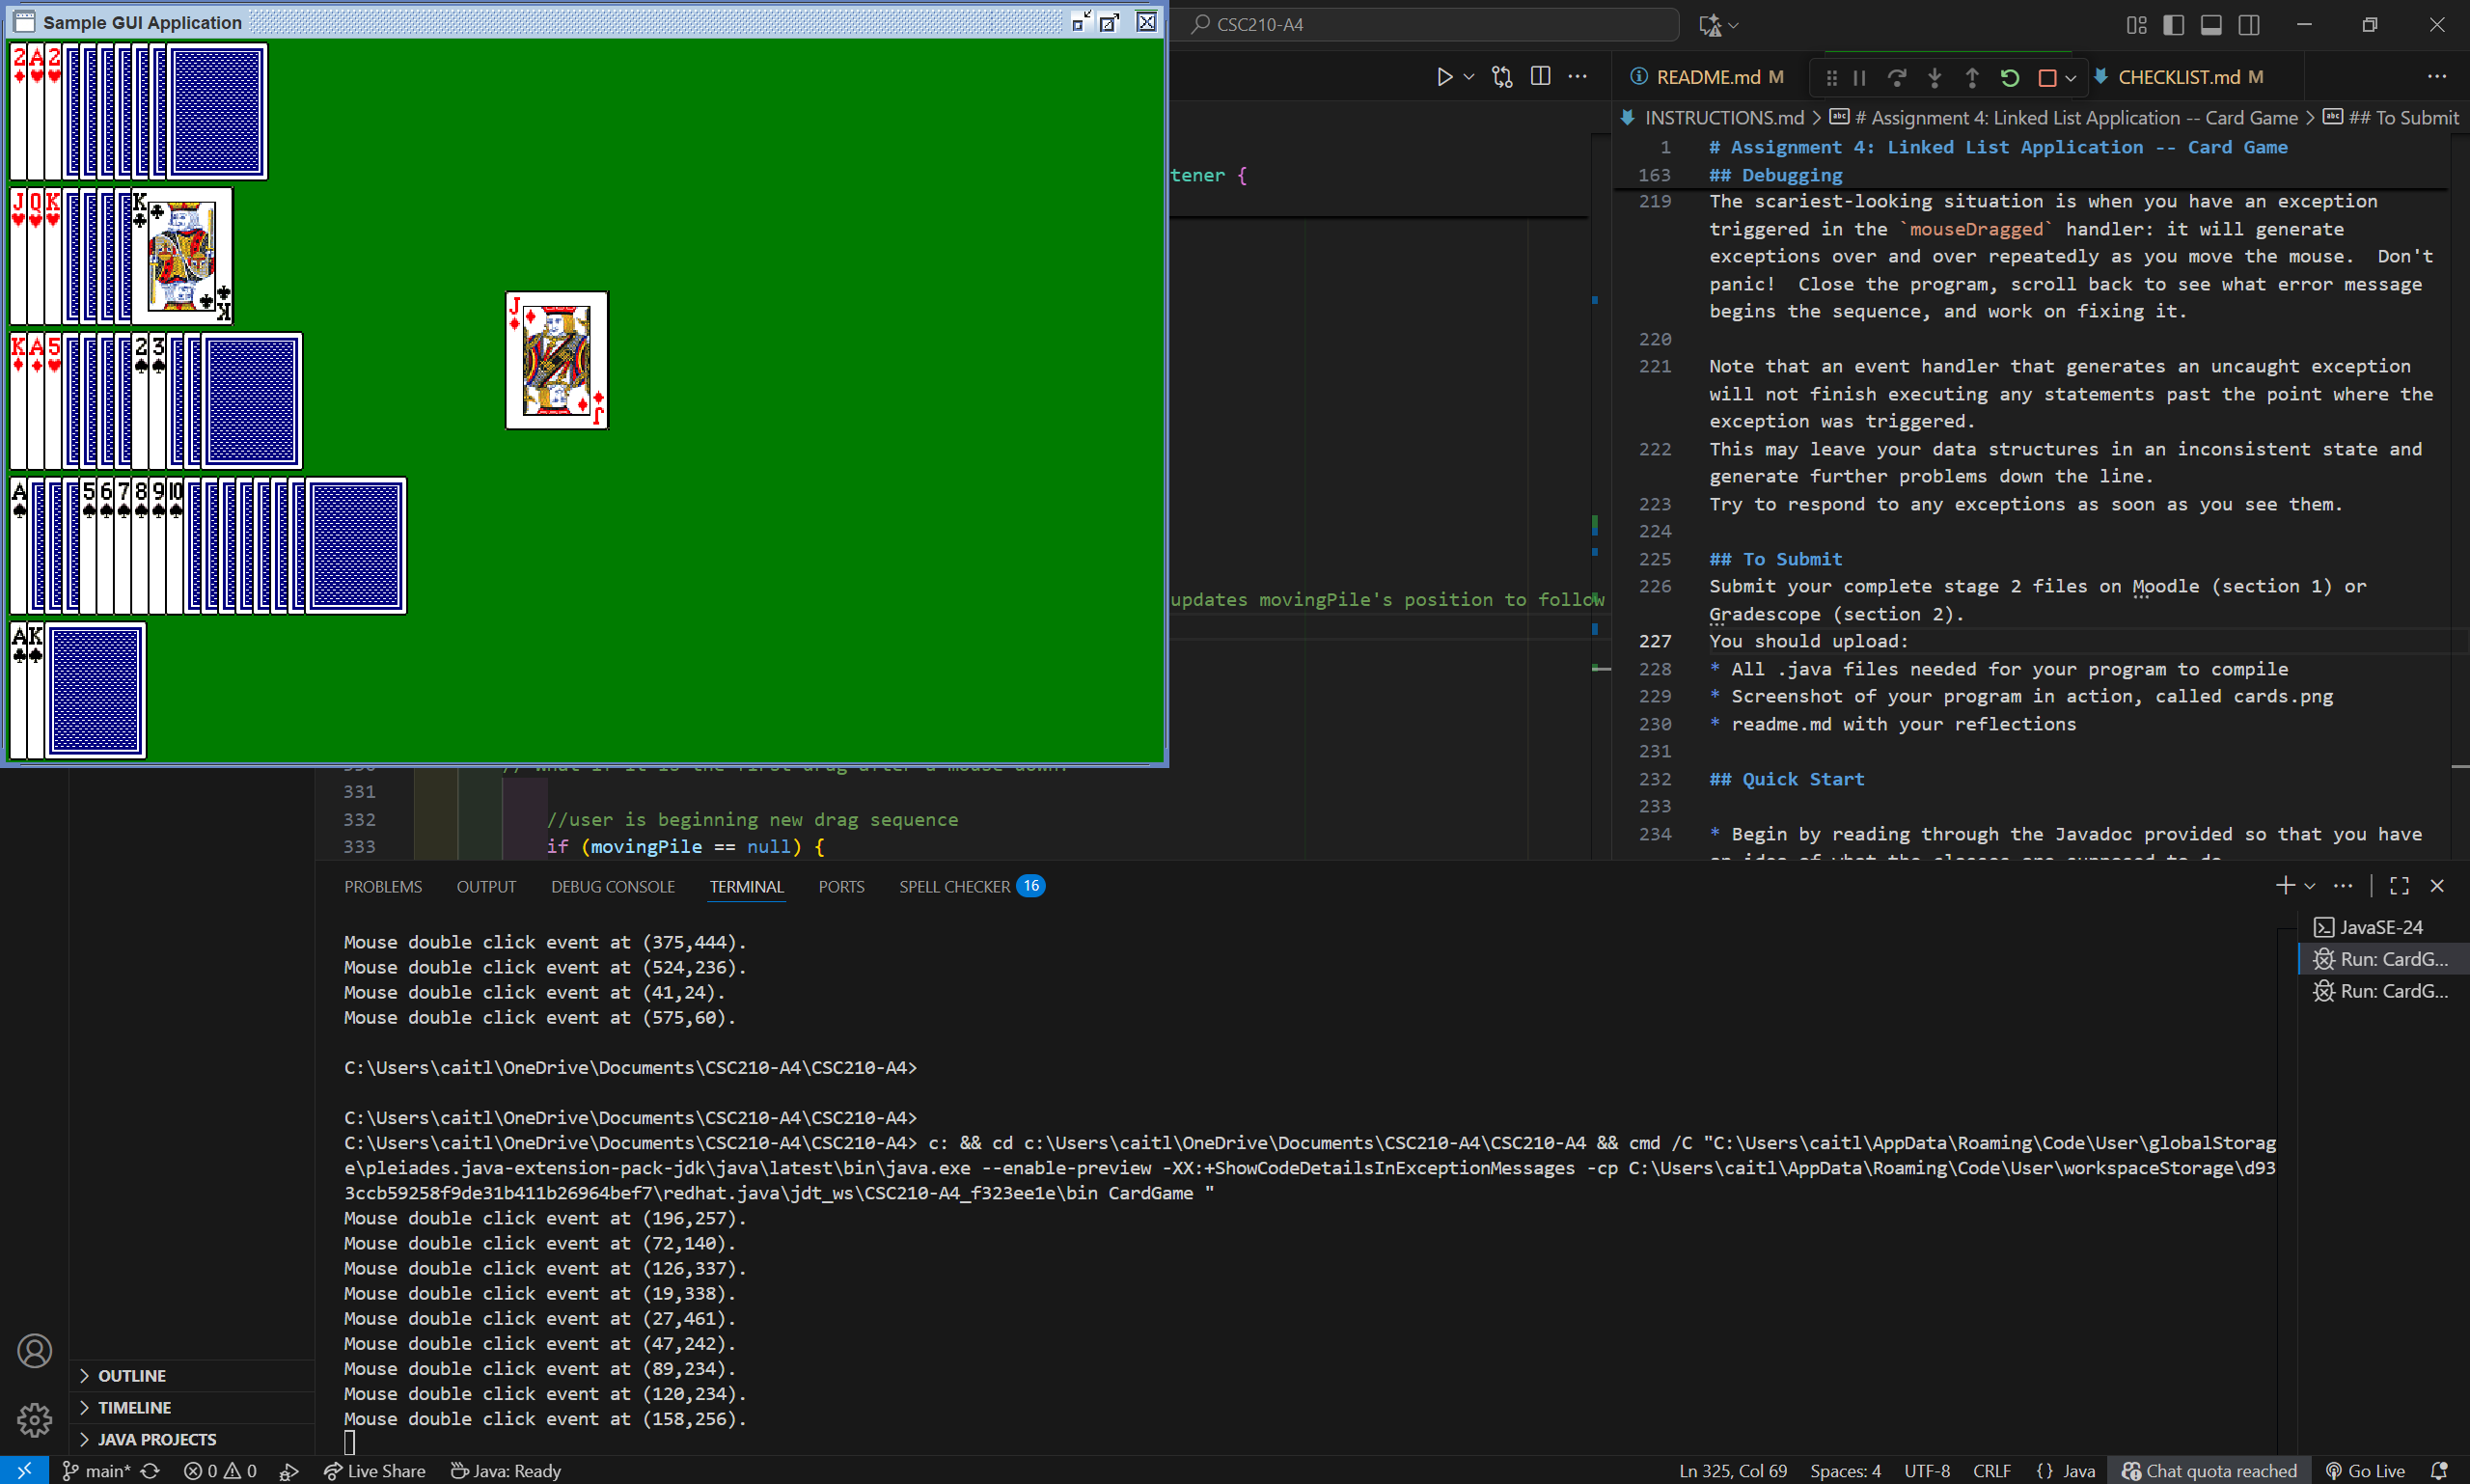 Sample GUI Application
2 A 2
J Q K K
K
K A 5 2 3
J
J
A 5 6 7 8 9 10
A K
CSC210-A4
README.md M
CHECKLIST.md M
INSTRUCTIONS.md > # Assignment 4: Linked List Application -- Card Game > ## To Submit
1 # Assignment 4: Linked List Application -- Card Game
163 ## Debugging
tener {
updates movingPile's position to follow
219 The scariest-looking situation is when you have an exception
triggered in the `mouseDragged` handler: it will generate
exceptions over and over repeatedly as you move the mouse.  Don't
panic!  Close the program, scroll back to see what error message
begins the sequence, and work on fixing it.
220
221 Note that an event handler that generates an uncaught exception
will not finish executing any statements past the point where the
exception was triggered.
222 This may leave your data structures in an inconsistent state and
generate further problems down the line.
223 Try to respond to any exceptions as soon as you see them.
224
225 ## To Submit
226 Submit your complete stage 2 files on Moodle (section 1) or
Gradescope (section 2).
227 You should upload:
228 * All .java files needed for your program to compile
229 * Screenshot of your program in action, called cards.png
230 * readme.md with your reflections
231
232 ## Quick Start
233
234 * Begin by reading through the Javadoc provided so that you have
331
332 //user is beginning new drag sequence
333 if (movingPile == null) {
PROBLEMS OUTPUT DEBUG CONSOLE TERMINAL PORTS SPELL CHECKER 16
JavaSE-24
Run: CardG...
Run: CardG...
Mouse double click event at (375,444).
Mouse double click event at (524,236).
Mouse double click event at (41,24).
Mouse double click event at (575,60).
C:\Users\caitl\OneDrive\Documents\CSC210-A4\CSC210-A4>
C:\Users\caitl\OneDrive\Documents\CSC210-A4\CSC210-A4>
C:\Users\caitl\OneDrive\Documents\CSC210-A4\CSC210-A4> c: && cd c:\Users\caitl\OneDrive\Documents\CSC210-A4\CSC210-A4 && cmd /C "C:\Users\caitl\AppData\Roaming\Code\User\globalStorag
e\pleiades.java-extension-pack-jdk\java\latest\bin\java.exe --enable-preview -XX:+ShowCodeDetailsInExceptionMessages -cp C:\Users\caitl\AppData\Roaming\Code\User\workspaceStorage\d93
3ccb59258f9de31b411b26964bef7\redhat.java\jdt_ws\CSC210-A4_f323ee1e\bin CardGame "
Mouse double click event at (196,257).
Mouse double click event at (72,140).
Mouse double click event at (126,337).
Mouse double click event at (19,338).
Mouse double click event at (27,461).
Mouse double click event at (47,242).
Mouse double click event at (89,234).
Mouse double click event at (120,234).
Mouse double click event at (158,256).
OUTLINE
TIMELINE
JAVA PROJECTS
main* 0 0 Live Share Java: Ready Ln 325, Col 69 Spaces: 4 UTF-8 CRLF {} Java Chat quota reached Go Live